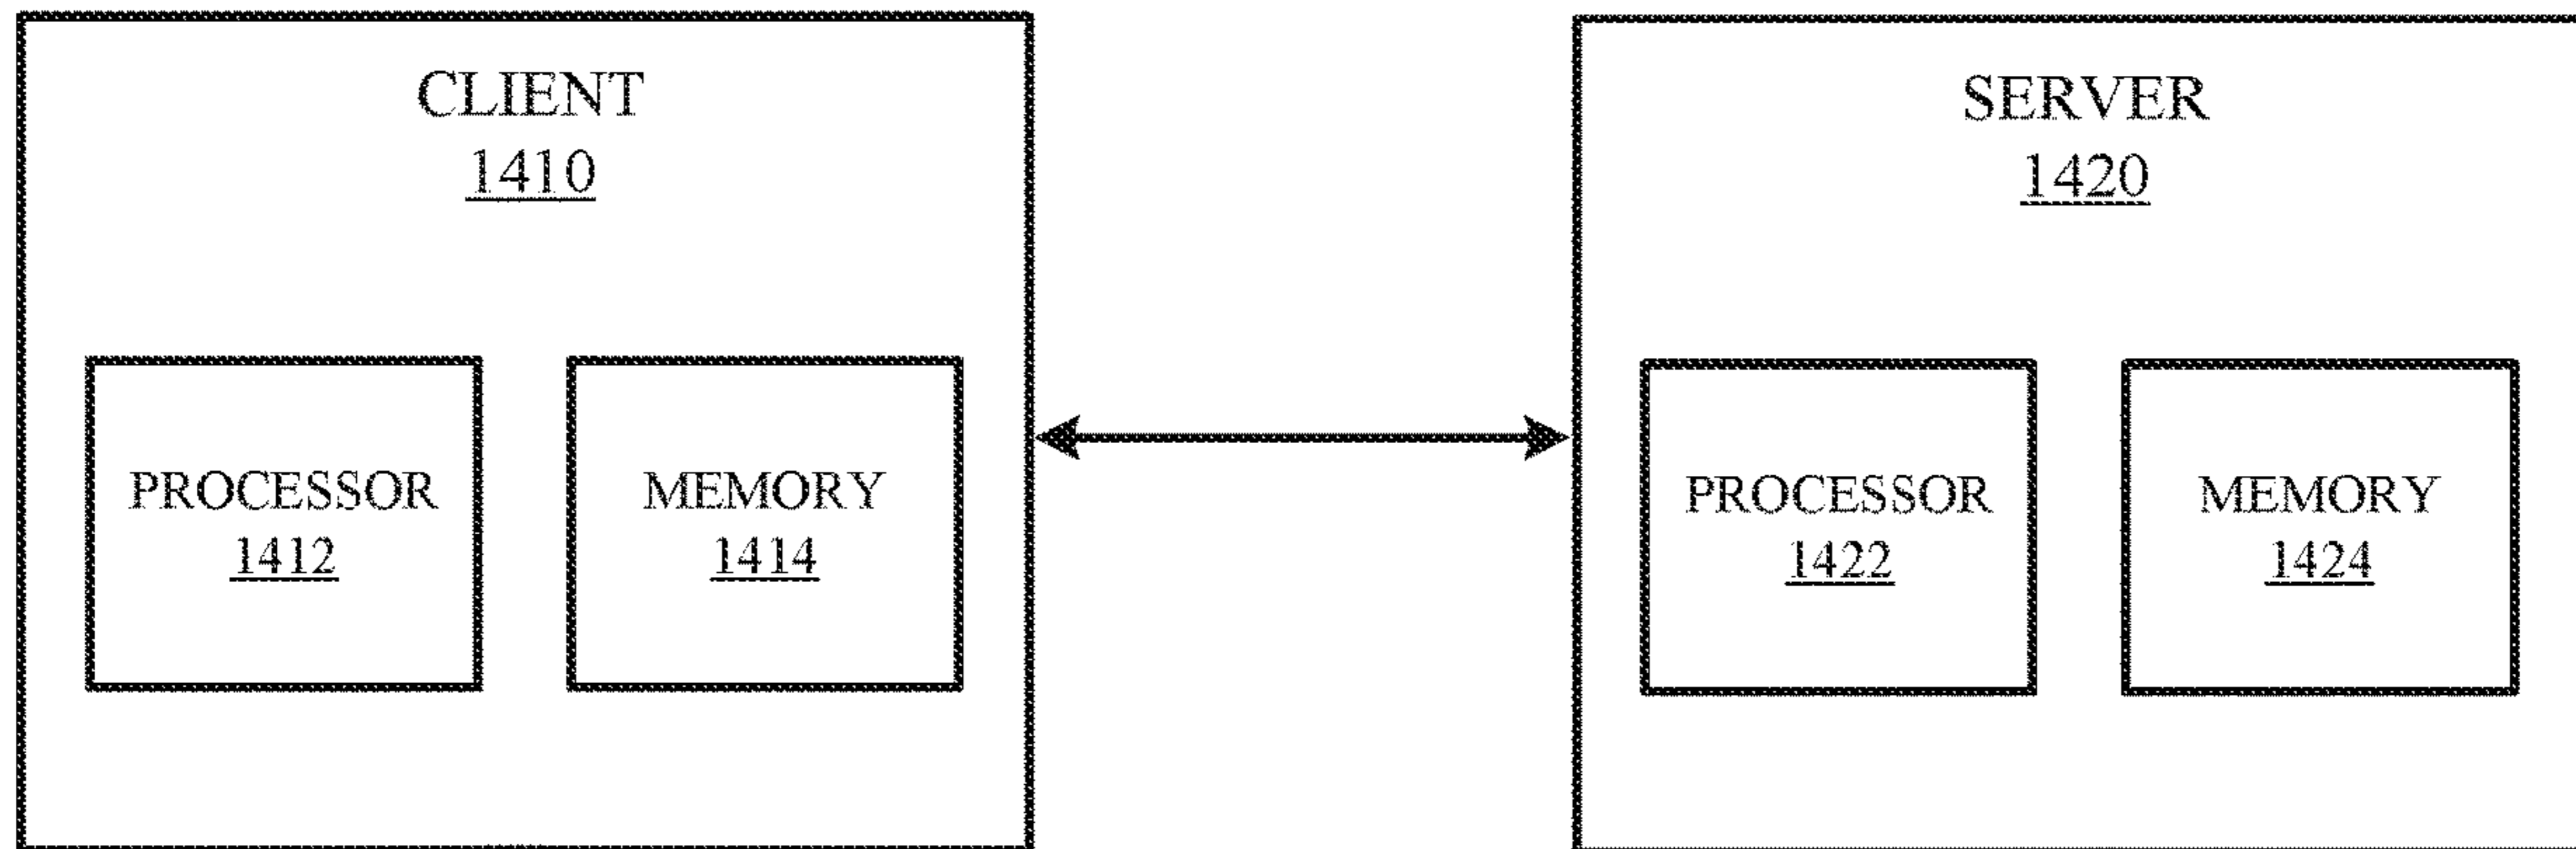 CLIENT
1410
PROCESSOR
1412
MEMORY
1414
SERVER
1420
PROCESSOR
1422
MEMORY
1424